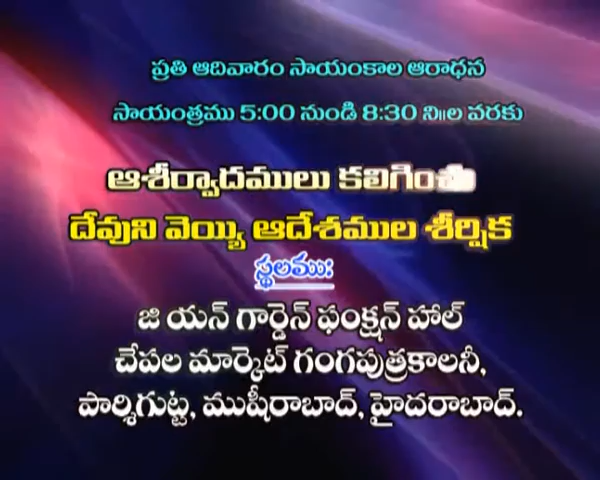 ప్రతి ఆదివారం సాయంకాల ఆరాధన
సాయంత్రము 5:00 నుండి 8:30 ని॥ల వరకు
ఆశీర్వాదములు
దేవుని వెయ్యి ఆదేశముల శీర్షిక
స్థలము:
జి యన్ గార్డెన్ ఫంక్షన్ హాల్
చేపల మార్కెట్ గంగపుత్రకాలనీ,
పార్శిగుట్ట, ముషీరాబాద్, హైదరాబాద్.